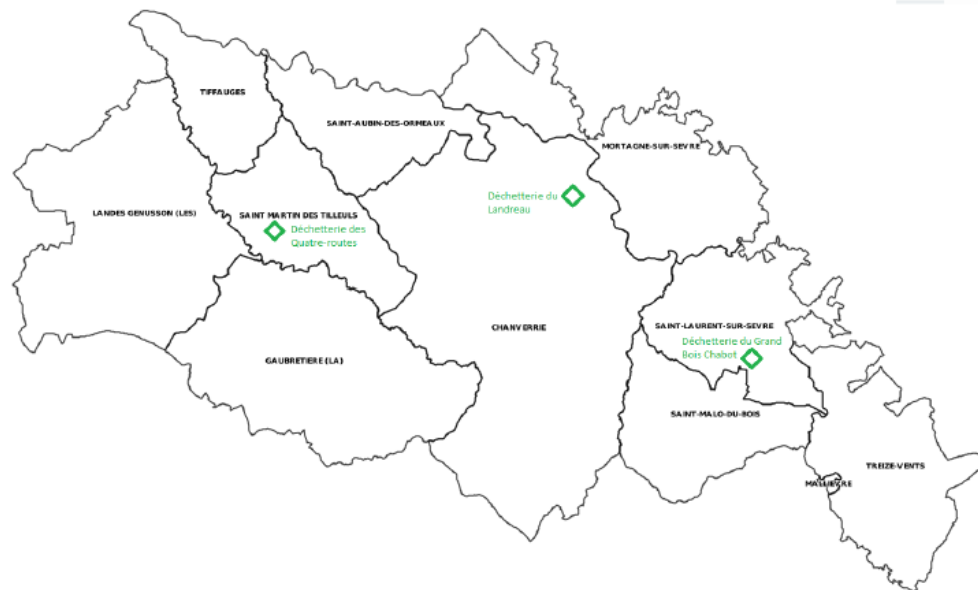 TIFFAUGES
SAINT-AUBIN-DES-ORMEAUX
MORTAGNE-SUR-SEVRE
Déchetterie du
Landreau
LANDES GENUSSON (LES)
SAINT MARTIN DES TILLEULS
Déchetterie des
Quatre-routes
CHANVERRIE
SAINT-LAURENT-SUR-SEVRE
Déchetterie du Grand
Bois Chabot
GAUBRETIERE (LA)
SAINT-MALO-DU-BOIS
TREIZE-VENTS
MALLIEVRE